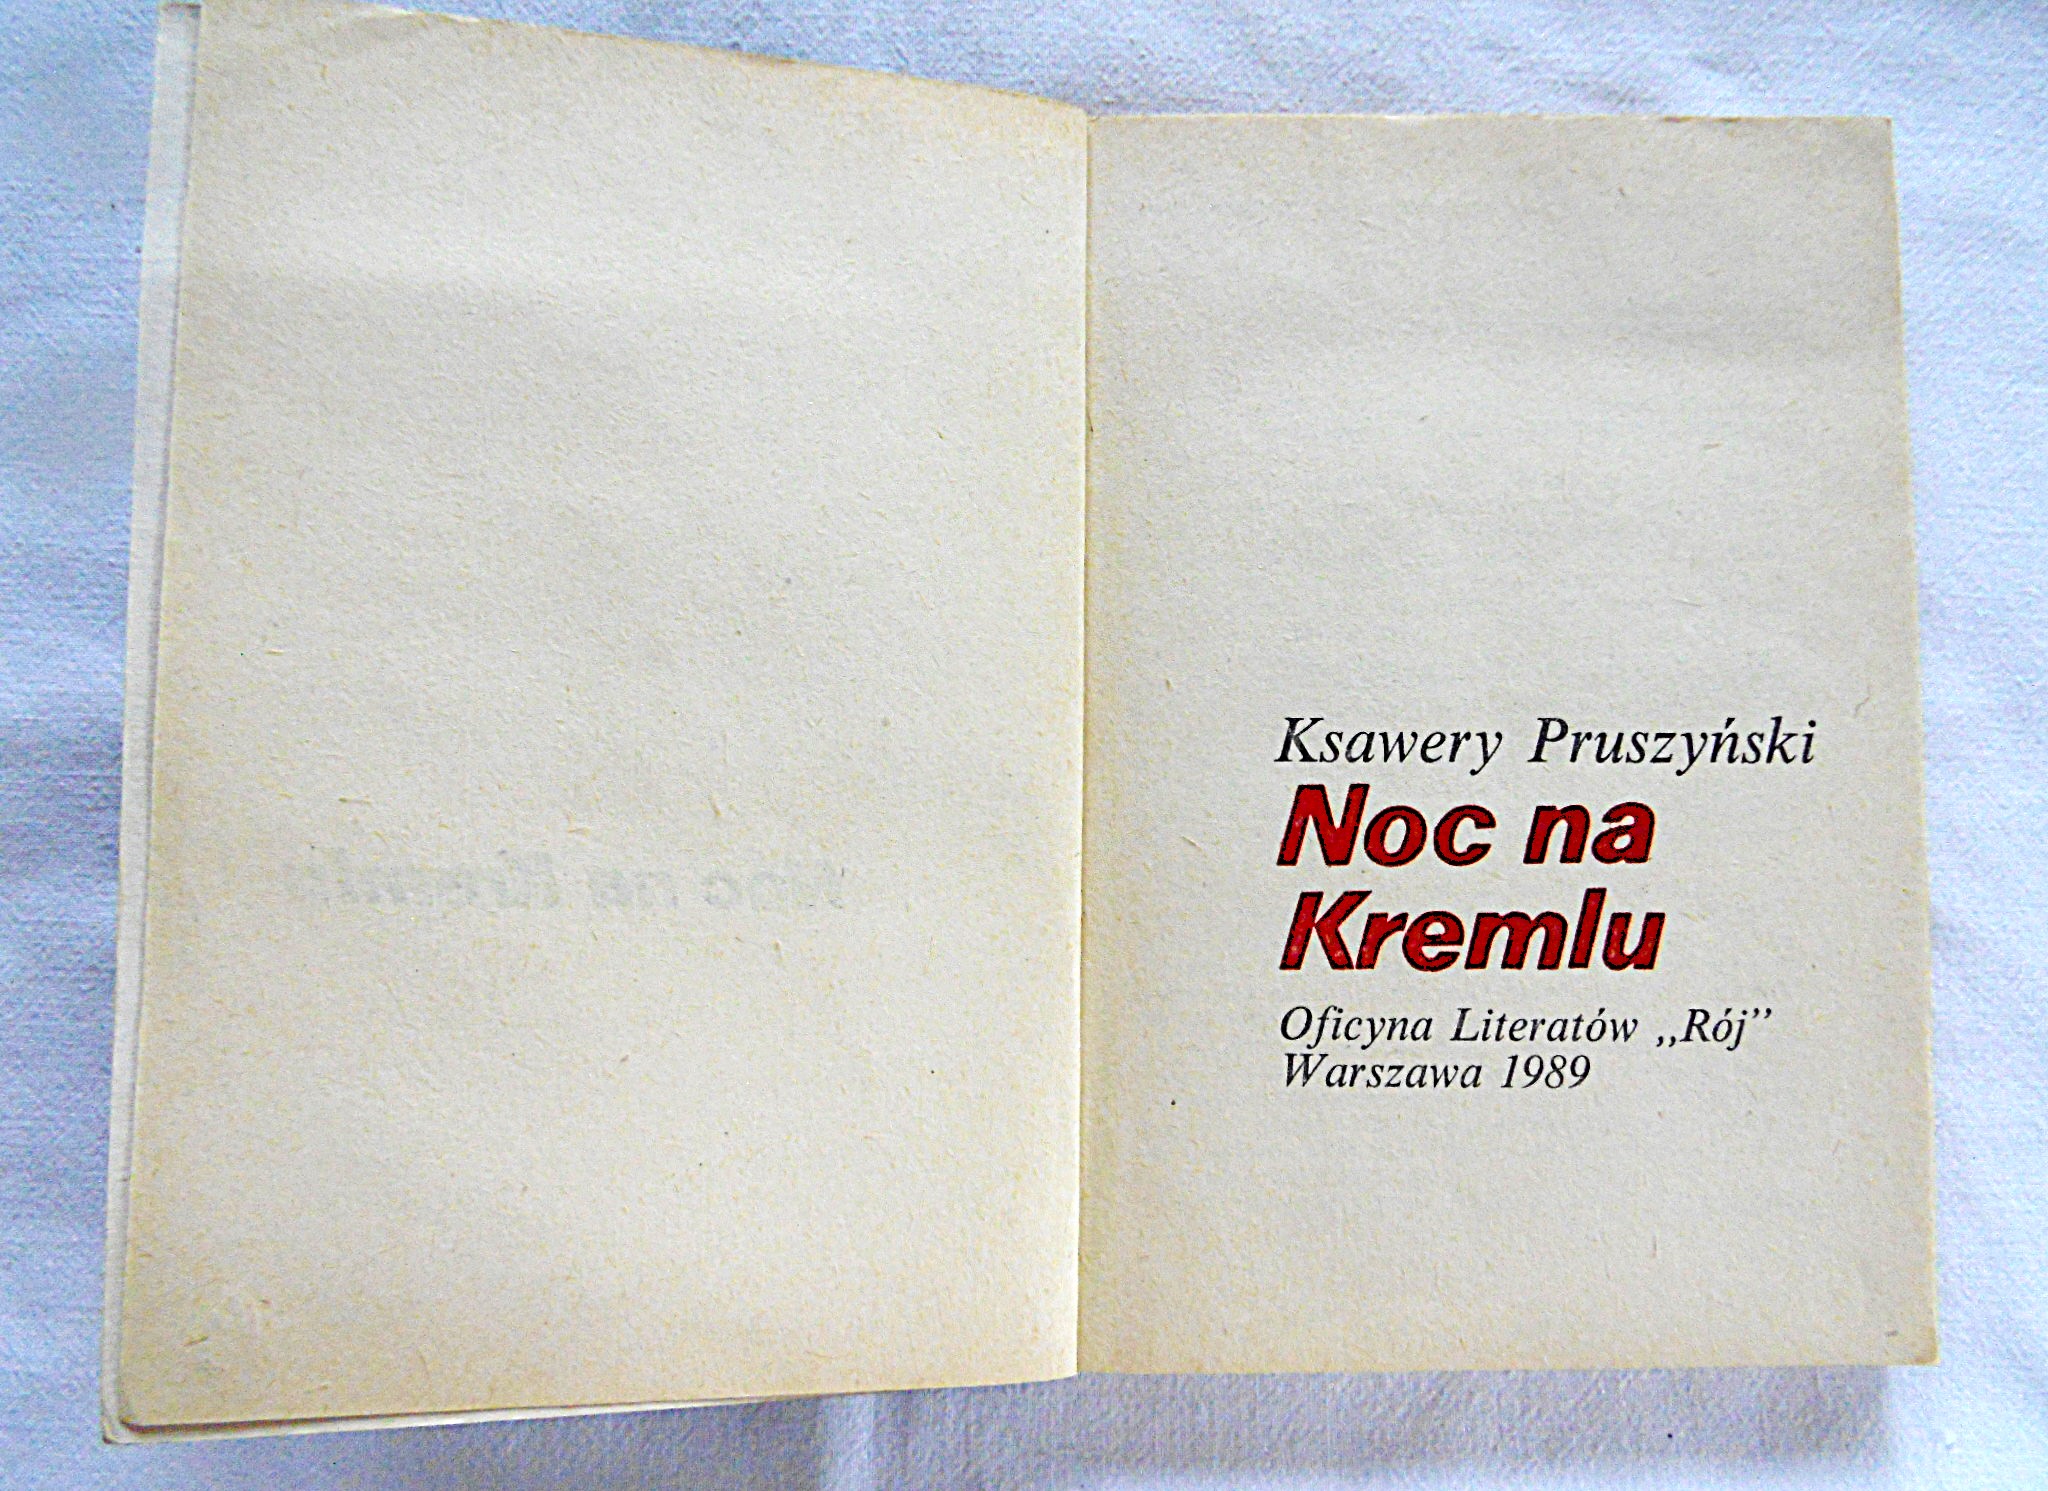 Ksawery Pruszyński
Noc na
Kremlu
Oficyna Literatów „Rój”
Warszawa 1989